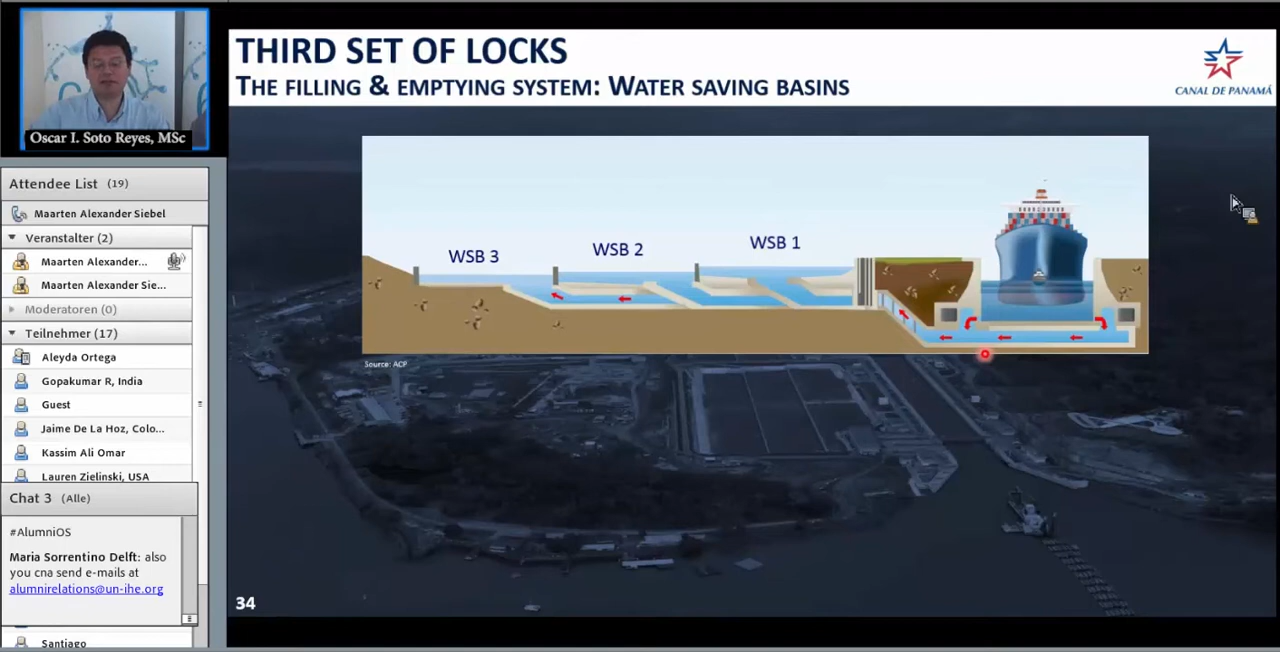 Oscar I. Soto Reyes, MSc
Attendee List (19)
Maarten Alexander Siebel
Veranstalter (2)
Maarten Alexander...
Maarten Alexander Sie...
Moderatoren (0)
Teilnehmer (17)
Aleyda Ortega
Gopakumar R, India
Guest
Jaime De La Hoz, Colo...
Kassim Ali Omar
Lauren Zielinski, USA
Chat 3 (Alle)
#AlumniOS
Maria Sorrentino Delft: also
you cna send e-mails at
alumnirelations@un-ihe.org
Santiago
THIRD SET OF LOCKS
THE FILLING & EMPTYING SYSTEM: WATER SAVING BASINS
CANAL DE PANAMÁ
WSB 3
WSB 2
WSB 1
Source: ACP
34